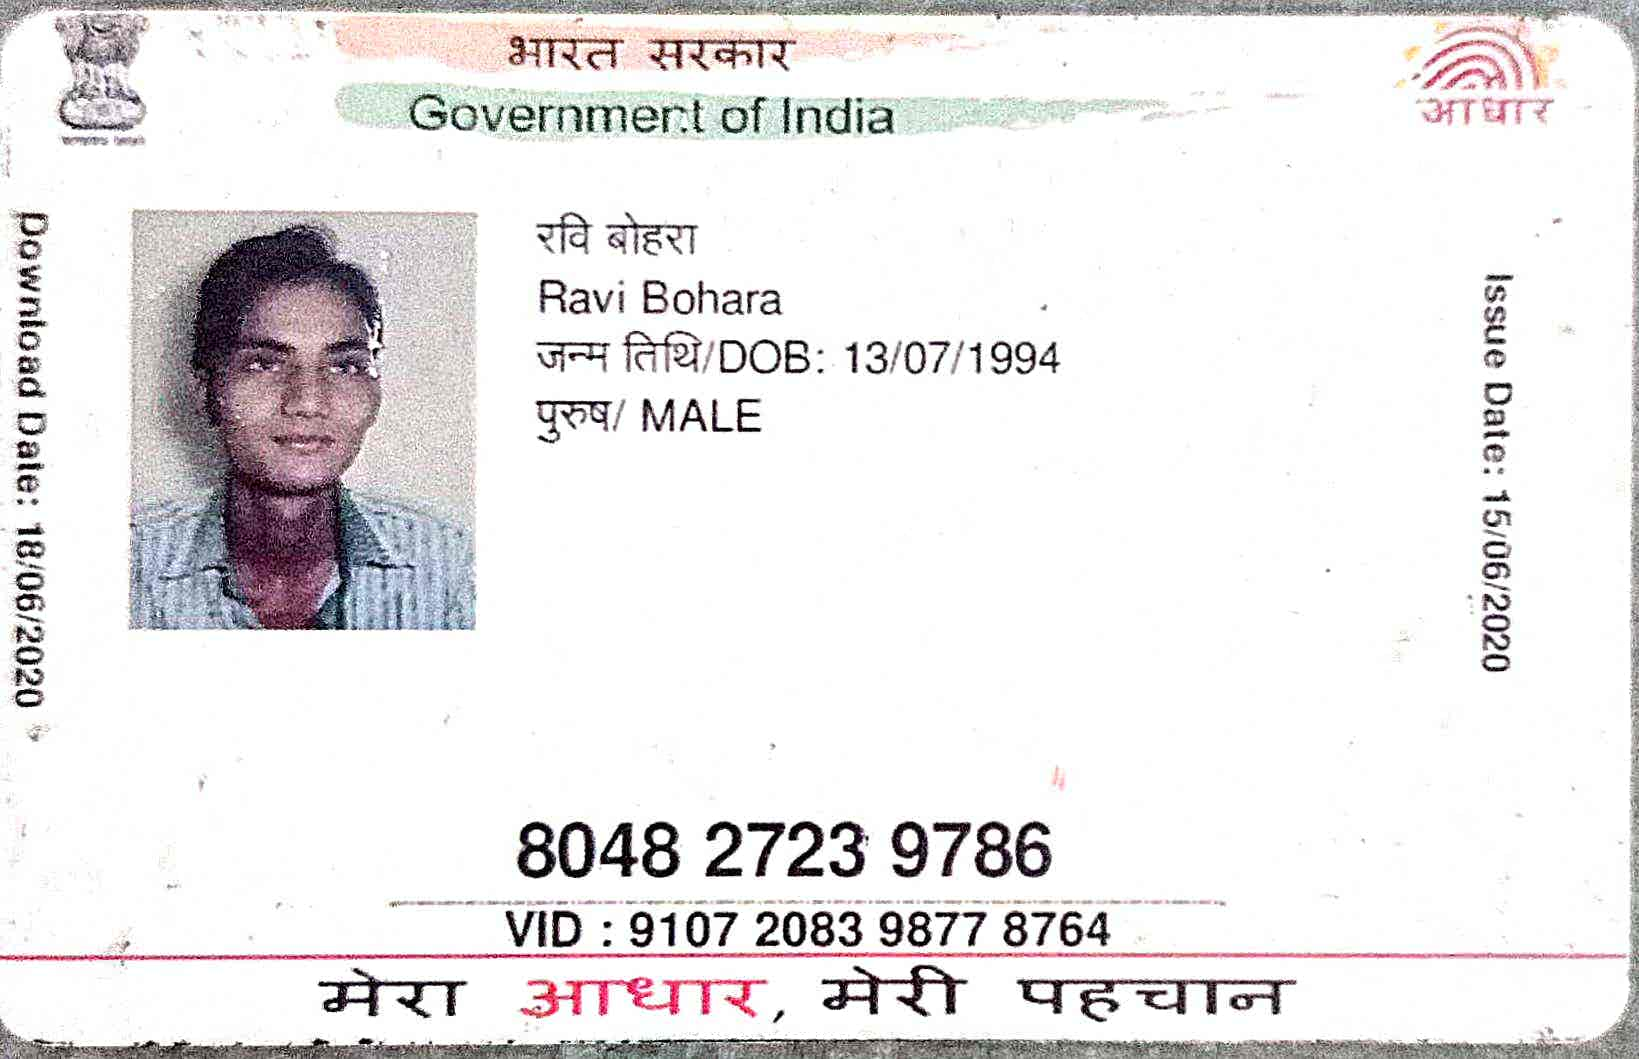 भारत सरकार
Government of India
आधार
Download Date: 18/06/2020
रवि बोहरा
Ravi Bohara
जन्म तिथि/DOB: 13/07/1994
पुरुष/ MALE
Issue Date: 15/06/2020
8048 2723 9786
VID : 9107 2083 9877 8764
मेरा आधार, मेरी पहचान